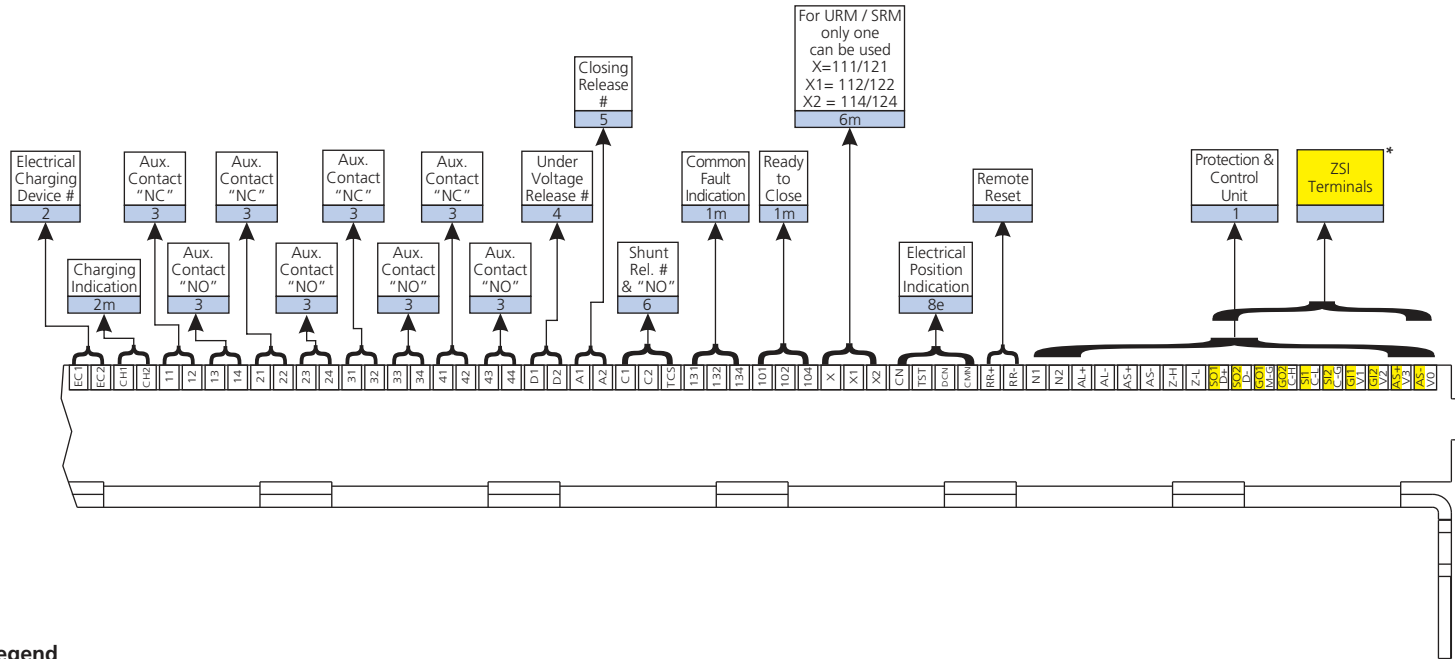 For URM / SRM
only one
can be used
X=111/121
X1= 112/122
X2 = 114/124
6m
Closing
Release
#
5
Electrical
Charging
Device #
2
Aux.
Contact
“NC”
3
Aux.
Contact
“NC”
3
Aux.
Contact
“NC”
3
Aux.
Contact
“NC”
3
Under
Voltage
Release #
4
Common
Fault
Indication
1m
Ready
to
Close
1m
Remote
Reset
Protection &
Control
Unit
1
ZSI
Terminals
*
Charging
Indication
2m
Aux.
Contact
“NO”
3
Aux.
Contact
“NO”
3
Aux.
Contact
“NO”
3
Aux.
Contact
“NO”
3
Shunt
Rel. #
& “NO”
6
Electrical
Position
Indication
8e
EC1
EC2
CH1
CH2
11
12
13
14
21
22
23
24
31
32
33
34
41
42
43
44
D1
D2
A1
A2
C1
C2
TCS
131
132
134
101
102
104
X
X1
X2
CN
TST
DCN
CMN
RR+
RR-
N1
N2
AL+
AL-
AS+
AS-
Z-H
Z-L
SO1
D+
SO2
D-
GO1
M-G
GO2
C-H
SI1
C-L
SI2
C-G
GI1
V1
GI2
V2
AS+
V3
AS-
V0
egend